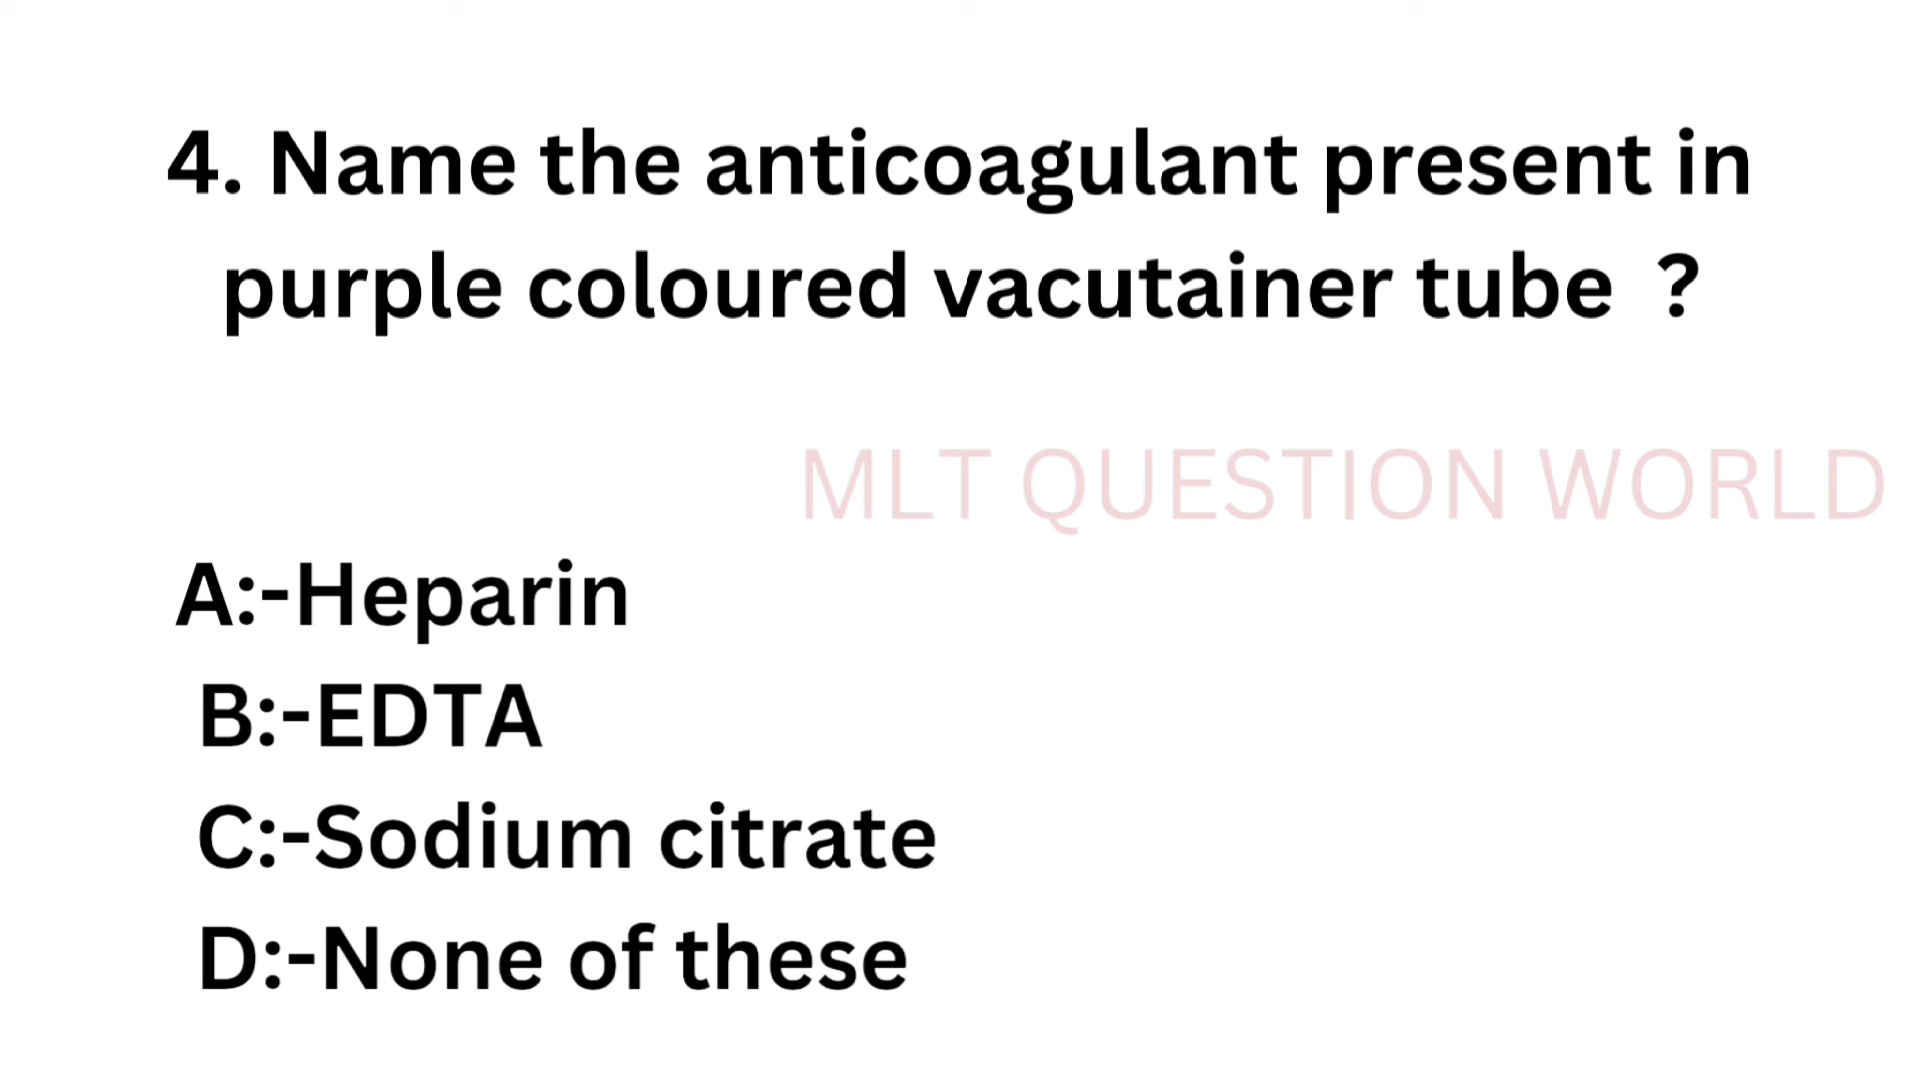 4. Name the anticoagulant present in
purple coloured vacutainer tube ?
MLT QUESTION WORLD
A:-Heparin
B:-EDTA
C:-Sodium citrate
D:-None of these